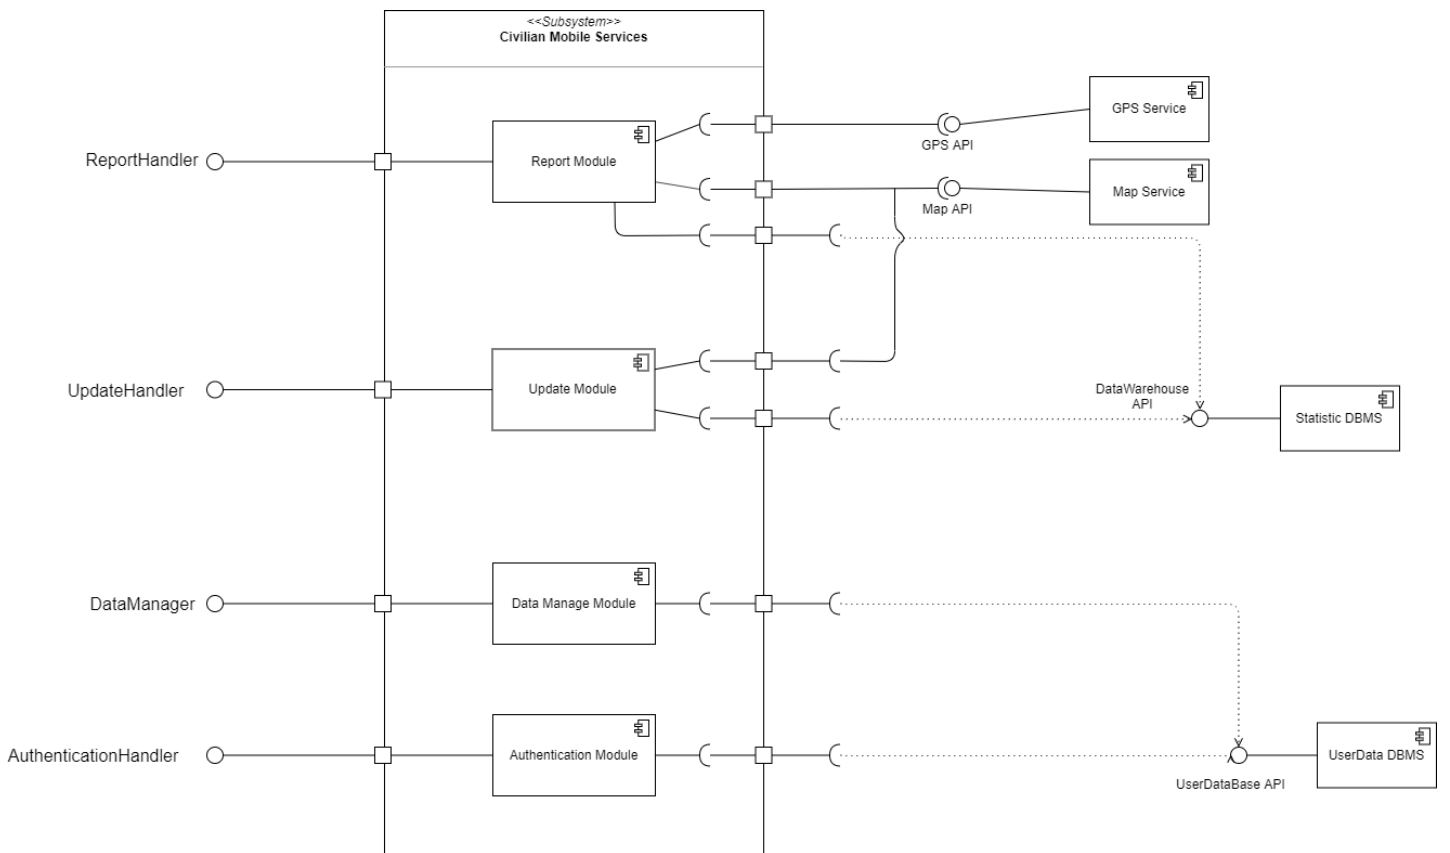 <<Subsystem>>
Civilian Mobile Services
GPS Service
GPS API
ReportHandler
Report Module
Map Service
Map API
UpdateHandler
Update Module
DataWarehouse
API
Statistic DBMS
DataManager
Data Manage Module
AuthenticationHandler
Authentication Module
UserData DBMS
UserDataBase API